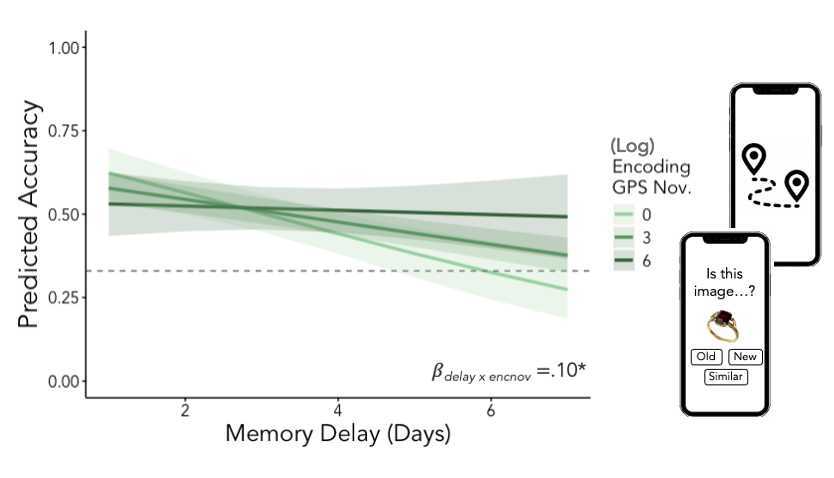 1.00
0.75
0.50
0.25
0.00
Predicted Accuracy
2 4 6
Memory Delay (Days)
β delay x encnov =.10*
(Log)
Encoding
GPS Nov.
0
3
6
Is this
image...?
Old New
Similar